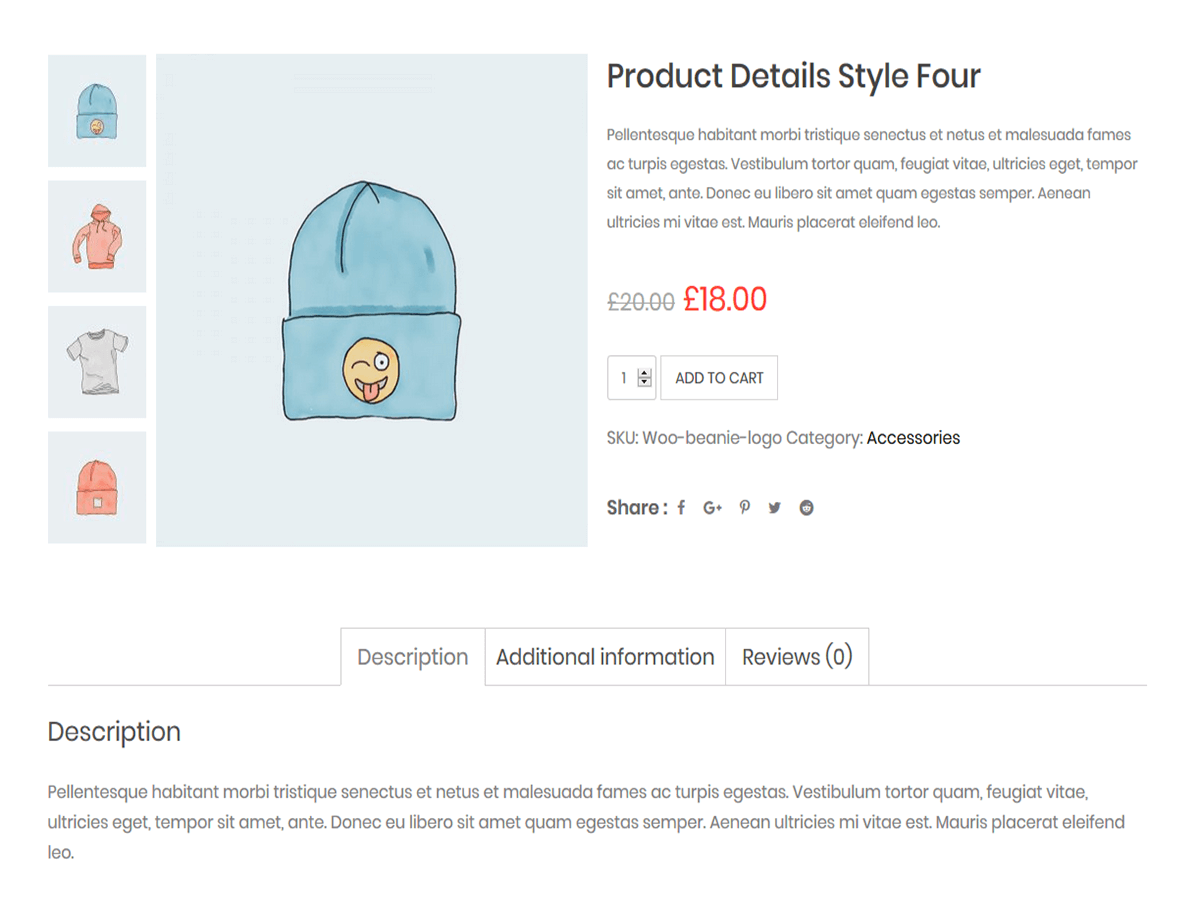 Product Details Style Four
Pellentesque habitant morbi tristique senectus et netus et malesuada fames
ac turpis egestas. Vestibulum tortor quam, feugiat vitae, ultricies eget, tempor
sit amet, ante. Donec eu libero sit amet quam egestas semper. Aenean
ultricies mi vitae est. Mauris placerat eleifend leo.
£20.00 £18.00
1 ADD TO CART
SKU: Woo-beanie-logo Category: Accessories
Share :
Description Additional information Reviews (0)
Description
Pellentesque habitant morbi tristique senectus et netus et malesuada fames ac turpis egestas. Vestibulum tortor quam, feugiat vitae,
ultricies eget, tempor sit amet, ante. Donec eu libero sit amet quam egestas semper. Aenean ultricies mi vitae est. Mauris placerat eleifend
leo.